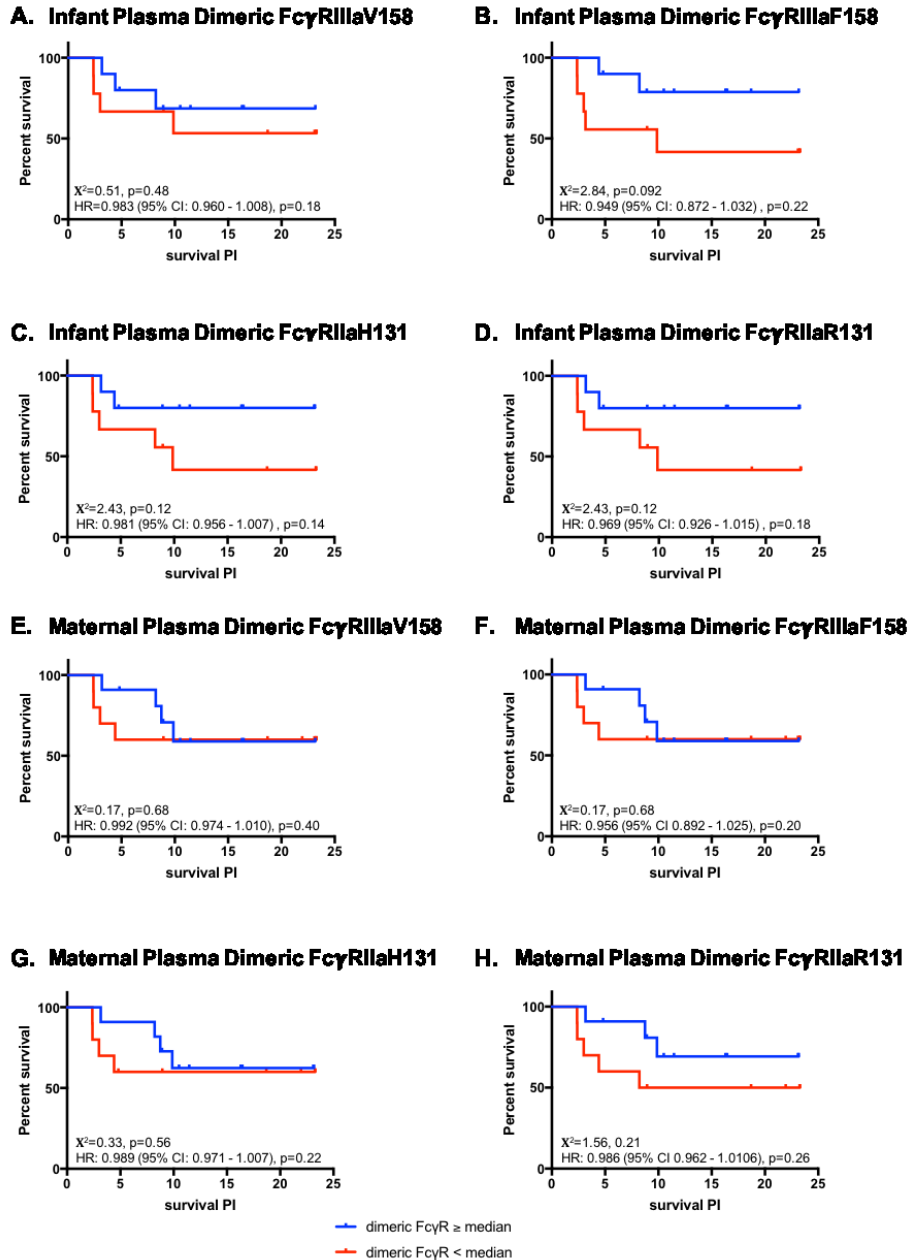 A. Infant Plasma Dimeric FcγRIIIaV158
100
50
0
Percent survival
X²=0.51, p=0.48
HR=0.983 (95% CI: 0.960 - 1.008), p=0.18
0 5 10 15 20 25
survival PI
B. Infant Plasma Dimeric FcγRIIIaF158
100
50
0
Percent survival
X²=2.84, p=0.092
HR: 0.949 (95% CI: 0.872 - 1.032) , p=0.22
0 5 10 15 20 25
survival PI
C. Infant Plasma Dimeric FcγRIIaH131
100
50
0
Percent survival
X²=2.43, p=0.12
HR: 0.981 (95% CI: 0.956 - 1.007) , p=0.14
0 5 10 15 20 25
survival PI
D. Infant Plasma Dimeric FcγRIIaR131
100
50
0
Percent survival
X²=2.43, p=0.12
HR: 0.969 (95% CI: 0.926 - 1.015) , p=0.18
0 5 10 15 20 25
survival PI
E. Maternal Plasma Dimeric FcγRIIIaV158
100
50
0
Percent survival
X²=0.17, p=0.68
HR: 0.992 (95% CI: 0.974 - 1.010), p=0.40
0 5 10 15 20 25
survival PI
F. Maternal Plasma Dimeric FcγRIIIaF158
100
50
0
Percent survival
X²=0.17, p=0.68
HR: 0.956 (95% CI 0.892 - 1.025), p=0.20
0 5 10 15 20 25
survival PI
G. Maternal Plasma Dimeric FcγRIIaH131
100
50
0
Percent survival
X²=0.33, p=0.56
HR: 0.989 (95% CI: 0.971 - 1.007), p=0.22
0 5 10 15 20 25
survival PI
H. Maternal Plasma Dimeric FcγRIIaR131
100
50
0
Percent survival
X²=1.56, 0.21
HR: 0.986 (95% CI 0.962 - 1.0106), p=0.26
0 5 10 15 20 25
survival PI
dimeric FcγR ≥ median
dimeric FcγR < median